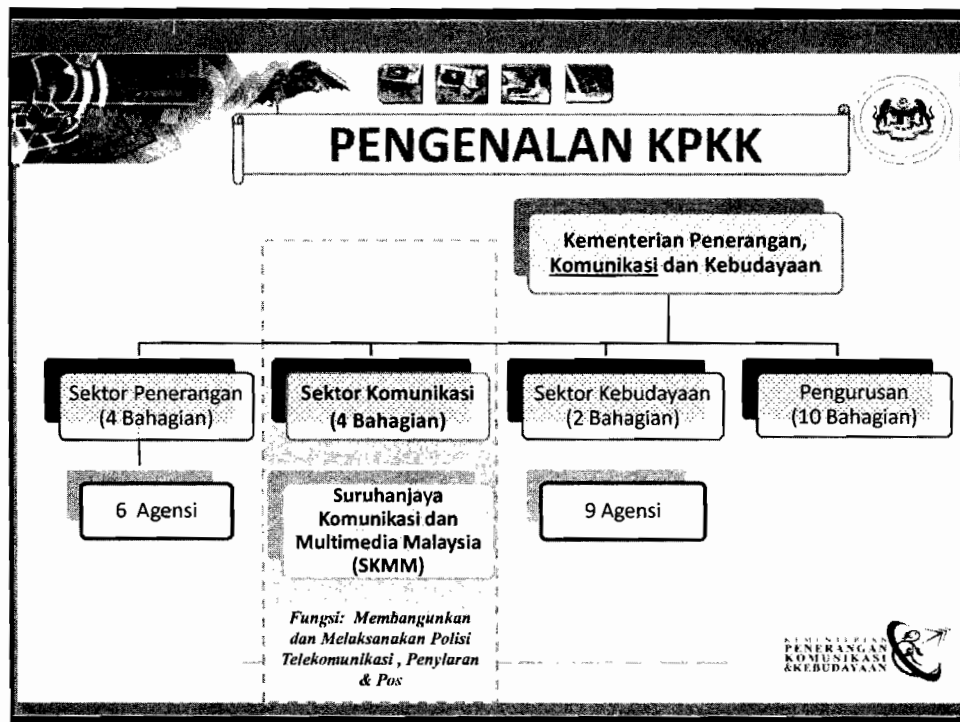 PENGENALAN KPKK
Kementerian Penerangan,
Komunikasi dan Kebudayaan
Sektor Penerangan
(4 Bahagian)
Sektor Komunikasi
(4 Bahagian)
Sektor Kebudayaan
(2 Bahagian)
Pengurusan
(10 Bahagian)
6 Agensi
Suruhanjaya
Komunikasi dan
Multimedia Malaysia
(SKMM)
9 Agensi
Fungsi: Membangunkan
dan Melaksanakan Polisi
Telekomunikasi , Penylaran
& Pos
KEMENTERIAN
PENERANGAN
KOMUNIKASI
&KEBUDAYAAN